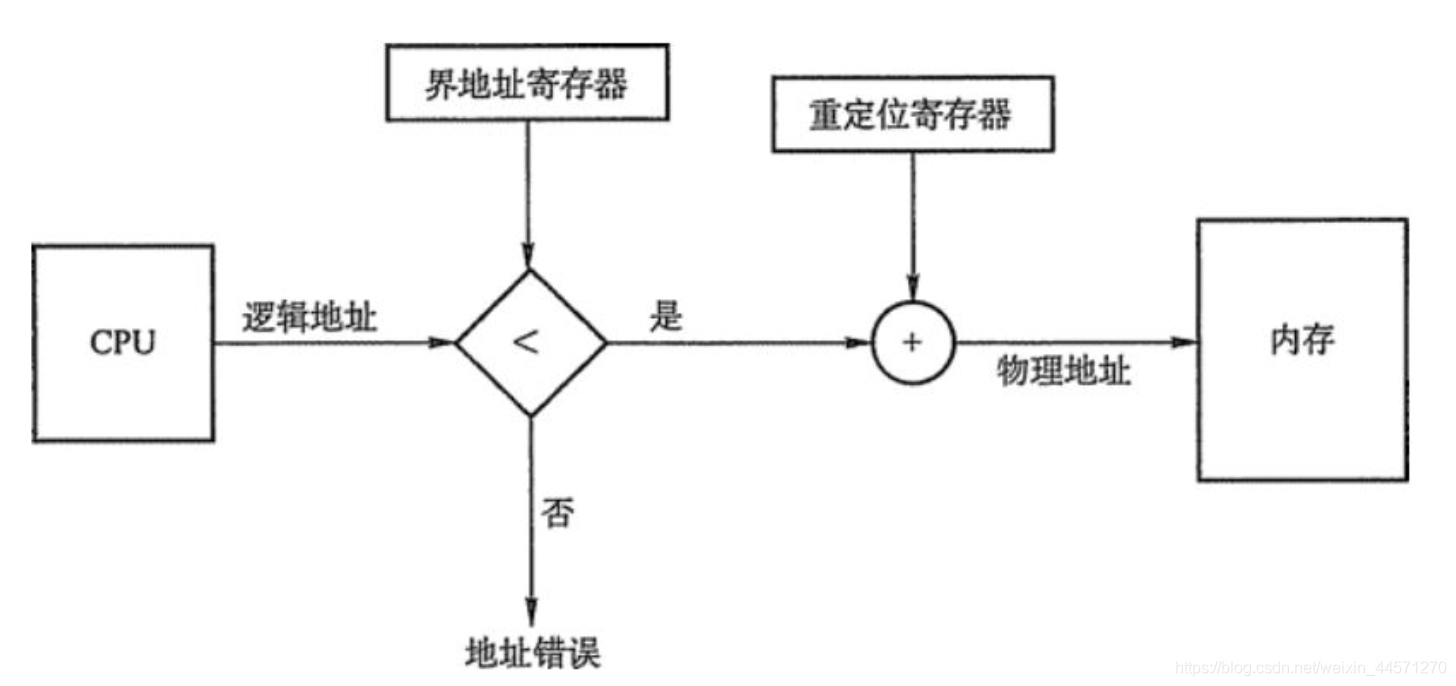 界地址寄存器
重定位寄存器
CPU
逻辑地址
<
是
+
物理地址
内存
否
地址错误
https://blog.csdn.net/weixin_44571270